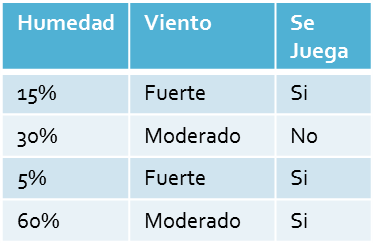 Humedad Viento Se Juega
15% Fuerte Si
30% Moderado No
5% Fuerte Si
60% Moderado Si